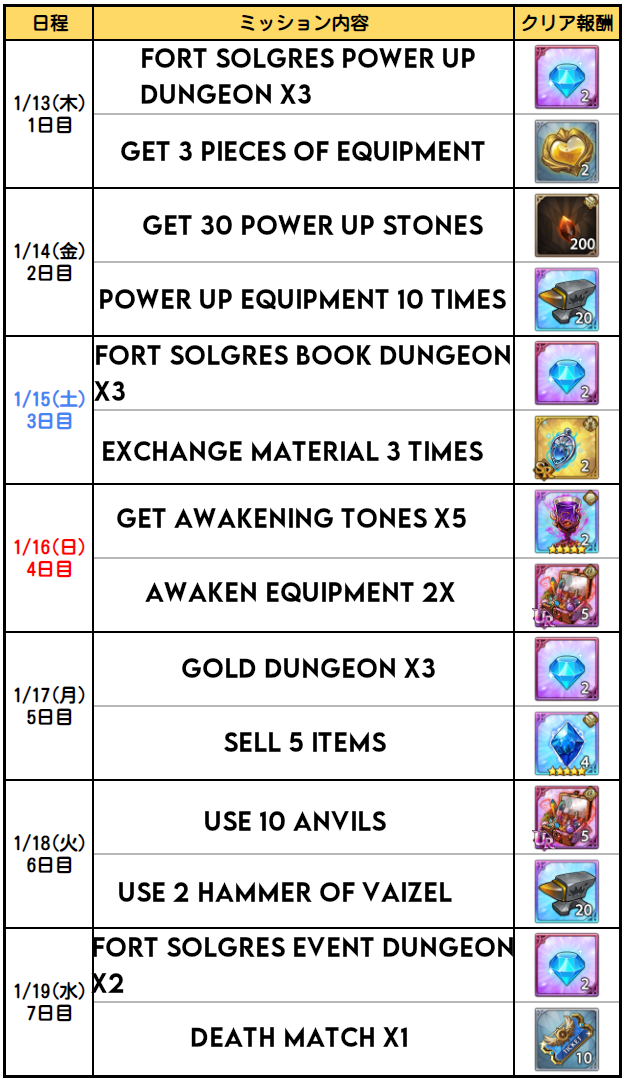 日程
ミッション内容
クリア報酬
1/13(木)
1日目
FORT SOLGRES POWER UP
DUNGEON X3
2
GET 3 PIECES OF EQUIPMENT
2
1/14(金)
2日目
GET 30 POWER UP STONES
200
POWER UP EQUIPMENT 10 TIMES
20
1/15(土)
3日目
FORT SOLGRES BOOK DUNGEON
X3
2
EXCHANGE MATERIAL 3 TIMES
SR
2
1/16(日)
4日目
GET AWAKENING TONES X5
2
AWAKEN EQUIPMENT 2X
UR
5
1/17(月)
5日目
GOLD DUNGEON X3
2
SELL 5 ITEMS
4
1/18(火)
6日目
USE 10 ANVILS
UR
5
USE 2 HAMMER OF VAIZEL
20
1/19(水)
7日目
FORT SOLGRES EVENT DUNGEON
X2
2
DEATH MATCH X1
TICKET
10